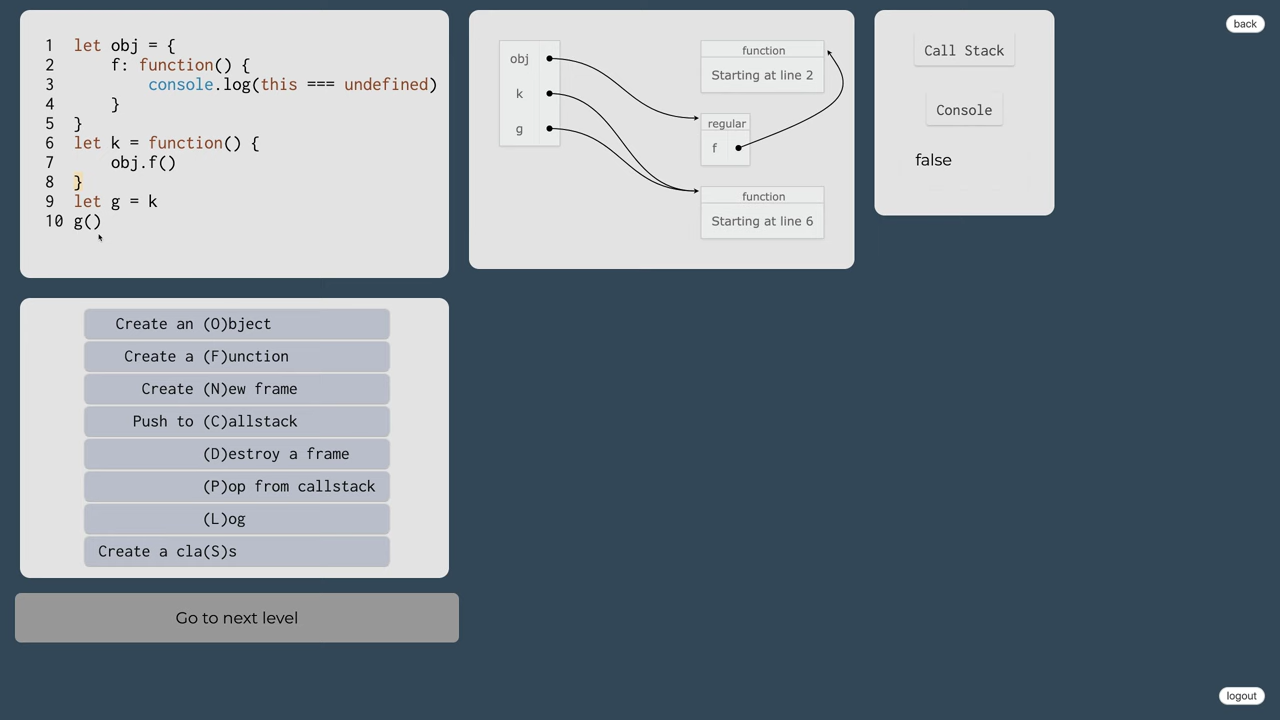 1 let obj = {
2 f: function() {
3 console.log(this === undefined)
4 }
5 }
6 let k = function() {
7 obj.f()
8 }
9 let g = k
10 g()
obj
k
g
function
Starting at line 2
regular
f
function
Starting at line 6
Call Stack
Console
false
back
Create an (O)bject
Create a (F)unction
Create (N)ew frame
Push to (C)allstack
(D)estroy a frame
(P)op from callstack
(L)og
Create a cla(S)s
Go to next level
logout